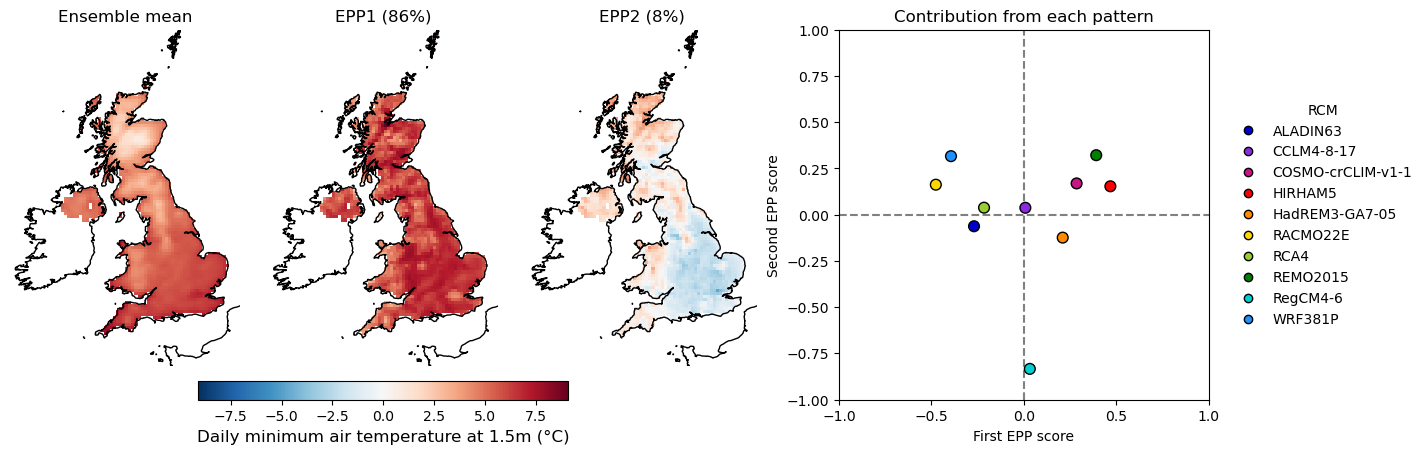 Ensemble mean
EPP1 (86%)
EPP2 (8%)
−7.5 −5.0 −2.5 0.0 2.5 5.0 7.5
Daily minimum air temperature at 1.5m (°C)
Contribution from each pattern
Second EPP score
1.00
0.75
0.50
0.25
0.00
−0.25
−0.50
−0.75
−1.00
−1.0 −0.5 0.0 0.5 1.0
First EPP score
RCM
ALADIN63
CCLM4-8-17
COSMO-crCLIM-v1-1
HIRHAM5
HadREM3-GA7-05
RACMO22E
RCA4
REMO2015
RegCM4-6
WRF381P